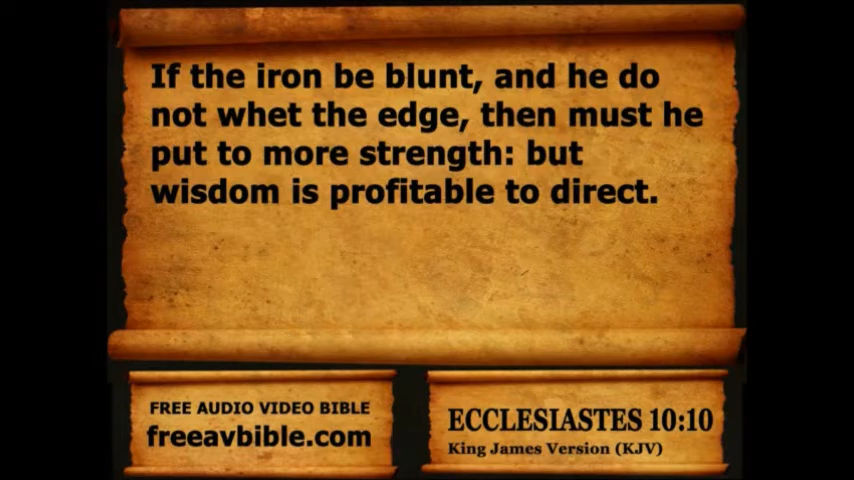 If the iron be blunt, and he do
not whet the edge, then must he
put to more strength: but
wisdom is profitable to direct.
FREE AUDIO VIDEO BIBLE
freeavbible.com
ECCLESIASTES 10:10
King James Version (KJV)